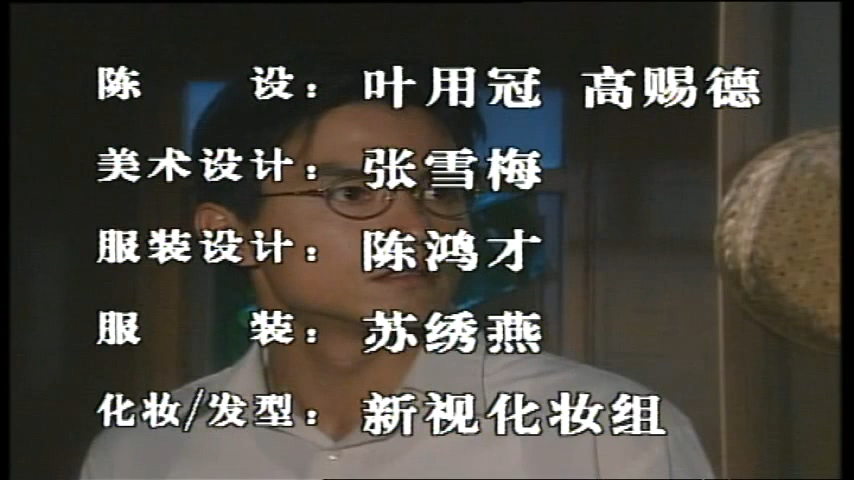 陈 设：叶用冠 高赐德
美术设计：张雪梅
服装设计：陈鸿才
服 装：苏绣燕
化妆/发型：新视化妆组